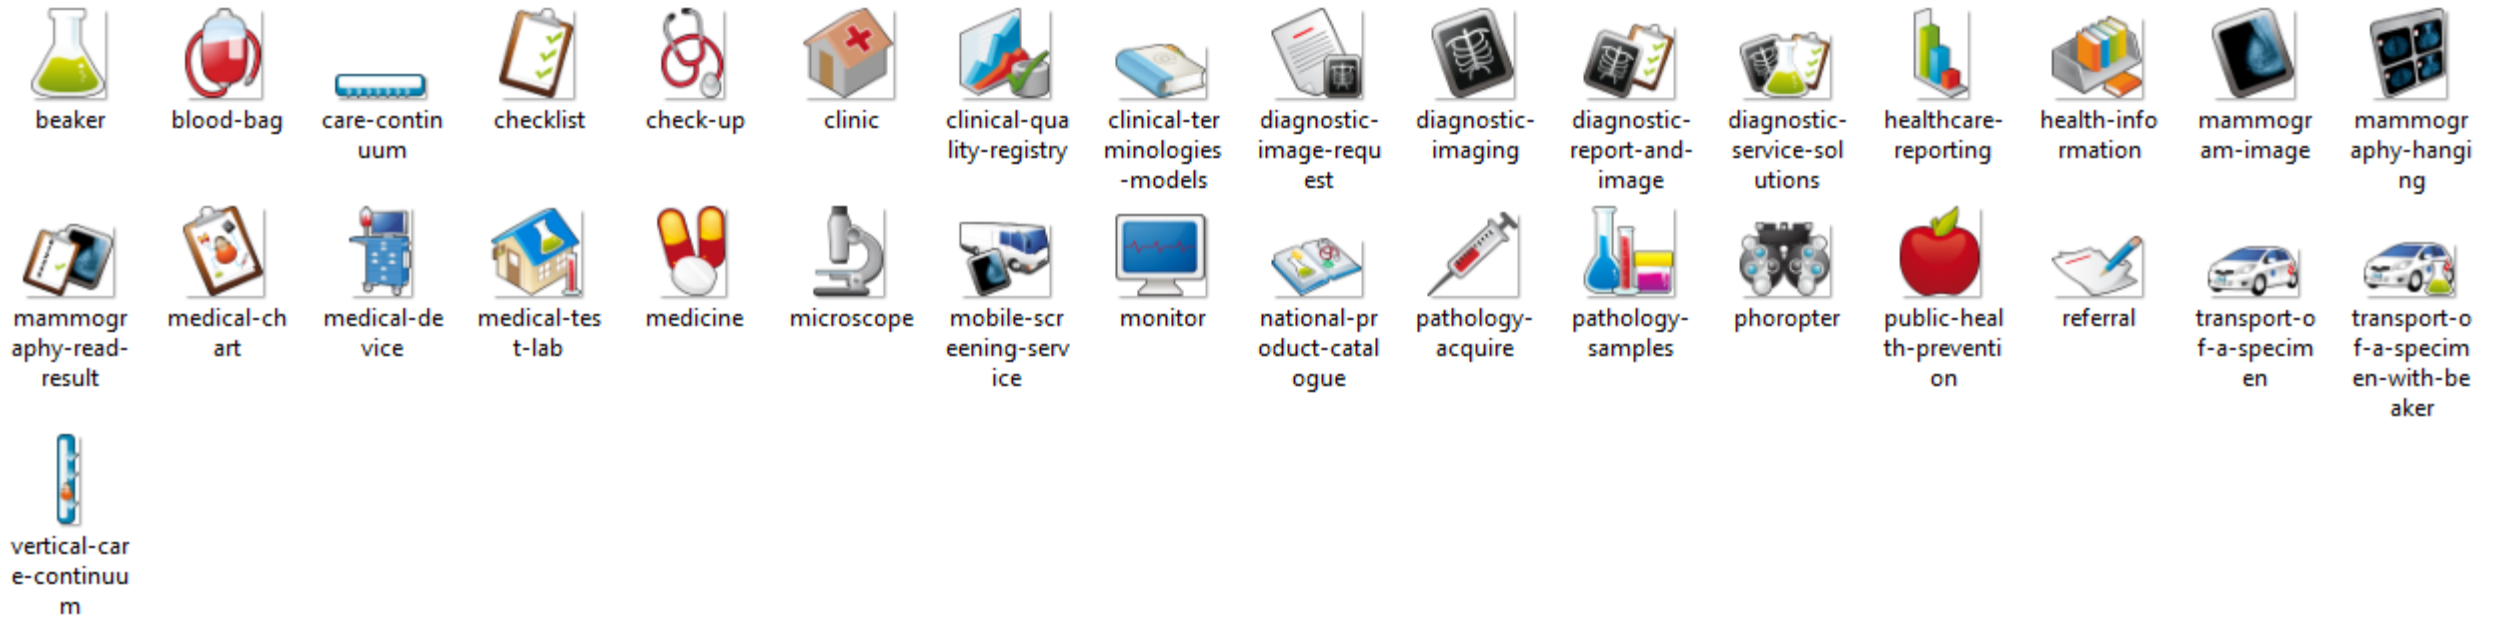 beaker
blood-bag
care-contin
uum
checklist
check-up
clinic
clinical-qua
lity-registry
clinical-ter
minologies
-models
diagnostic-
image-requ
est
diagnostic-
imaging
diagnostic-
report-and-
image
diagnostic-
service-sol
utions
healthcare-
reporting
health-info
rmation
mammogr
am-image
mammogr
aphy-hangi
ng
mammogr
aphy-read-
result
medical-ch
art
medical-de
vice
medical-tes
t-lab
medicine
microscope
mobile-scr
eening-serv
ice
monitor
national-pr
oduct-catal
ogue
pathology-
acquire
pathology-
samples
phoropter
public-heal
th-preventi
on
referral
transport-o
f-a-specim
en
transport-o
f-a-specim
en-with-be
aker
vertical-car
e-continuu
m